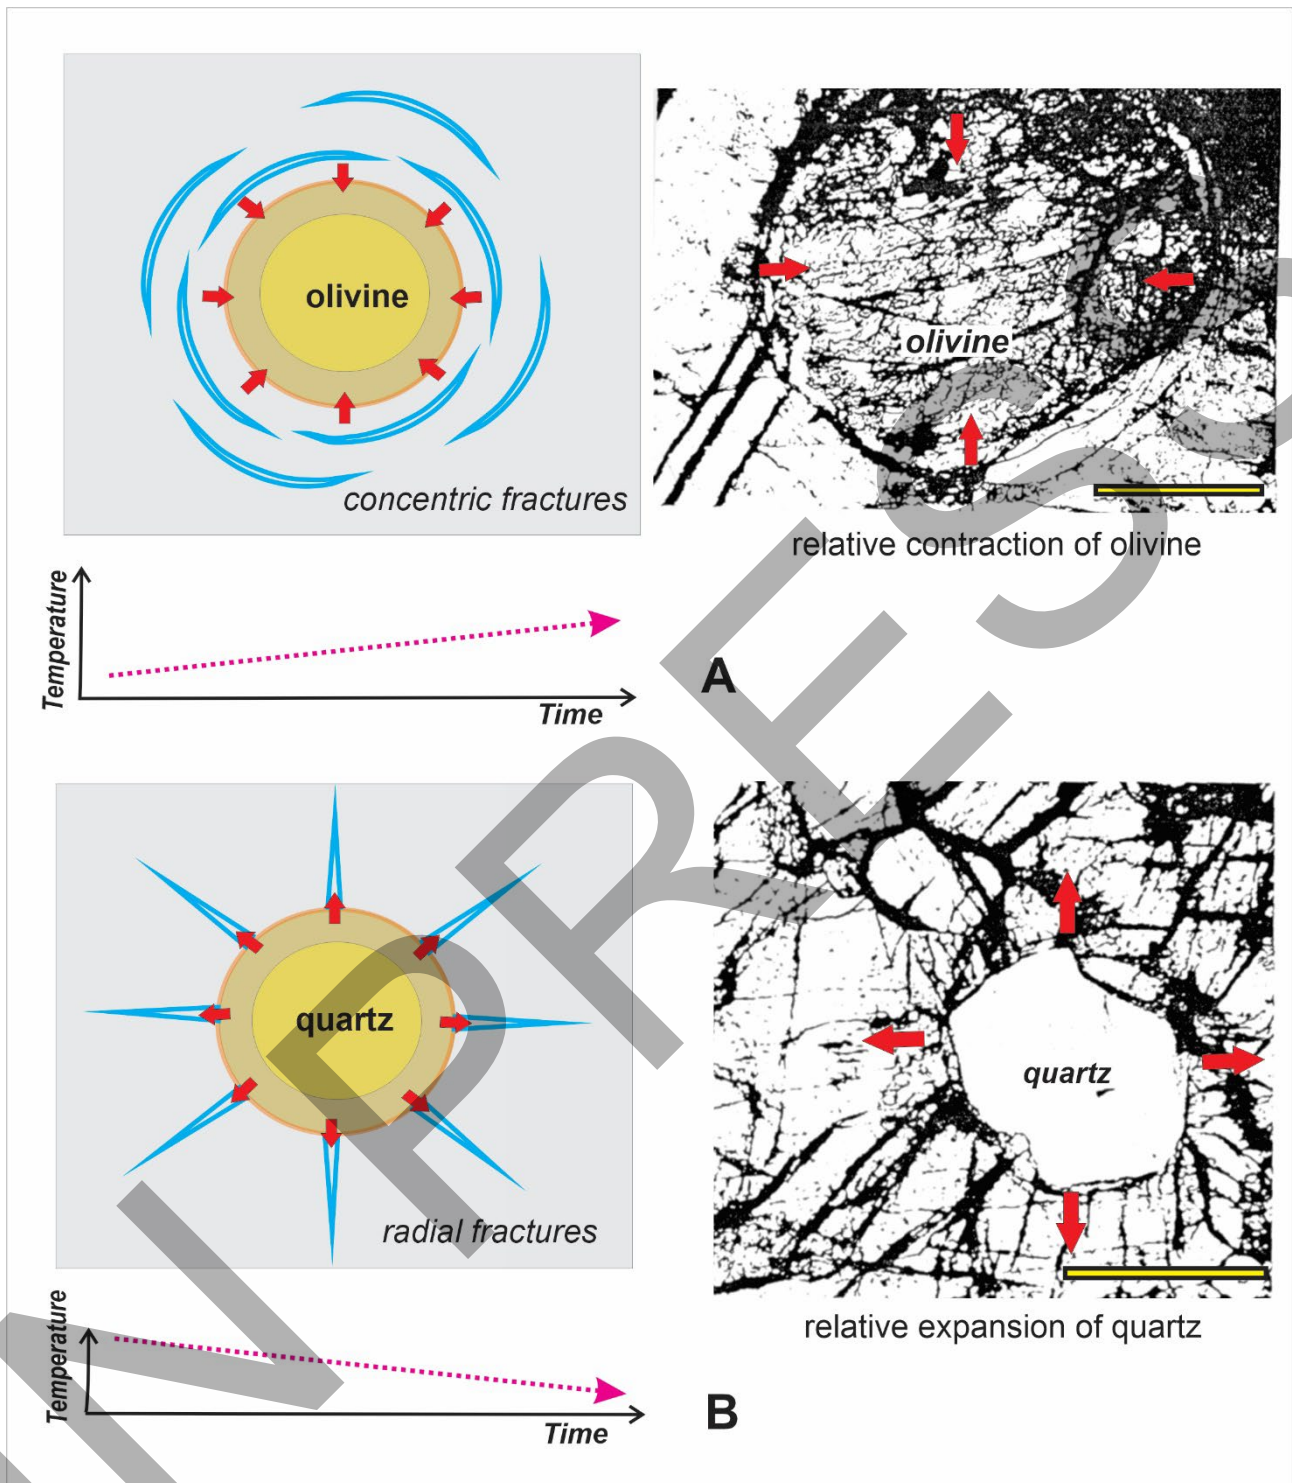 olivine
concentric fractures
olivine
relative contraction of olivine
Temperature
Time
A
quartz
radial fractures
quartz
relative expansion of quartz
Temperature
Time
B
IN PRESS